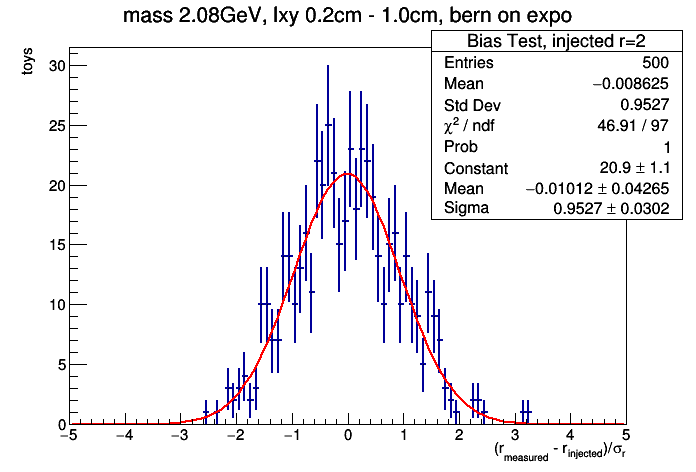 mass 2.08GeV, lxy 0.2cm - 1.0cm, bern on expo
Bias Test, injected r=2
Entries 500
Mean −0.008625
Std Dev 0.9527
χ² / ndf 46.91 / 97
Prob 1
Constant 20.9 ± 1.1
Mean −0.01012 ± 0.04265
Sigma 0.9527 ± 0.0302
toys
30
25
20
15
10
5
0
−5 −4 −3 −2 −1 0 1 2 3 4 5
(r_measured - r_injected)/σ_r